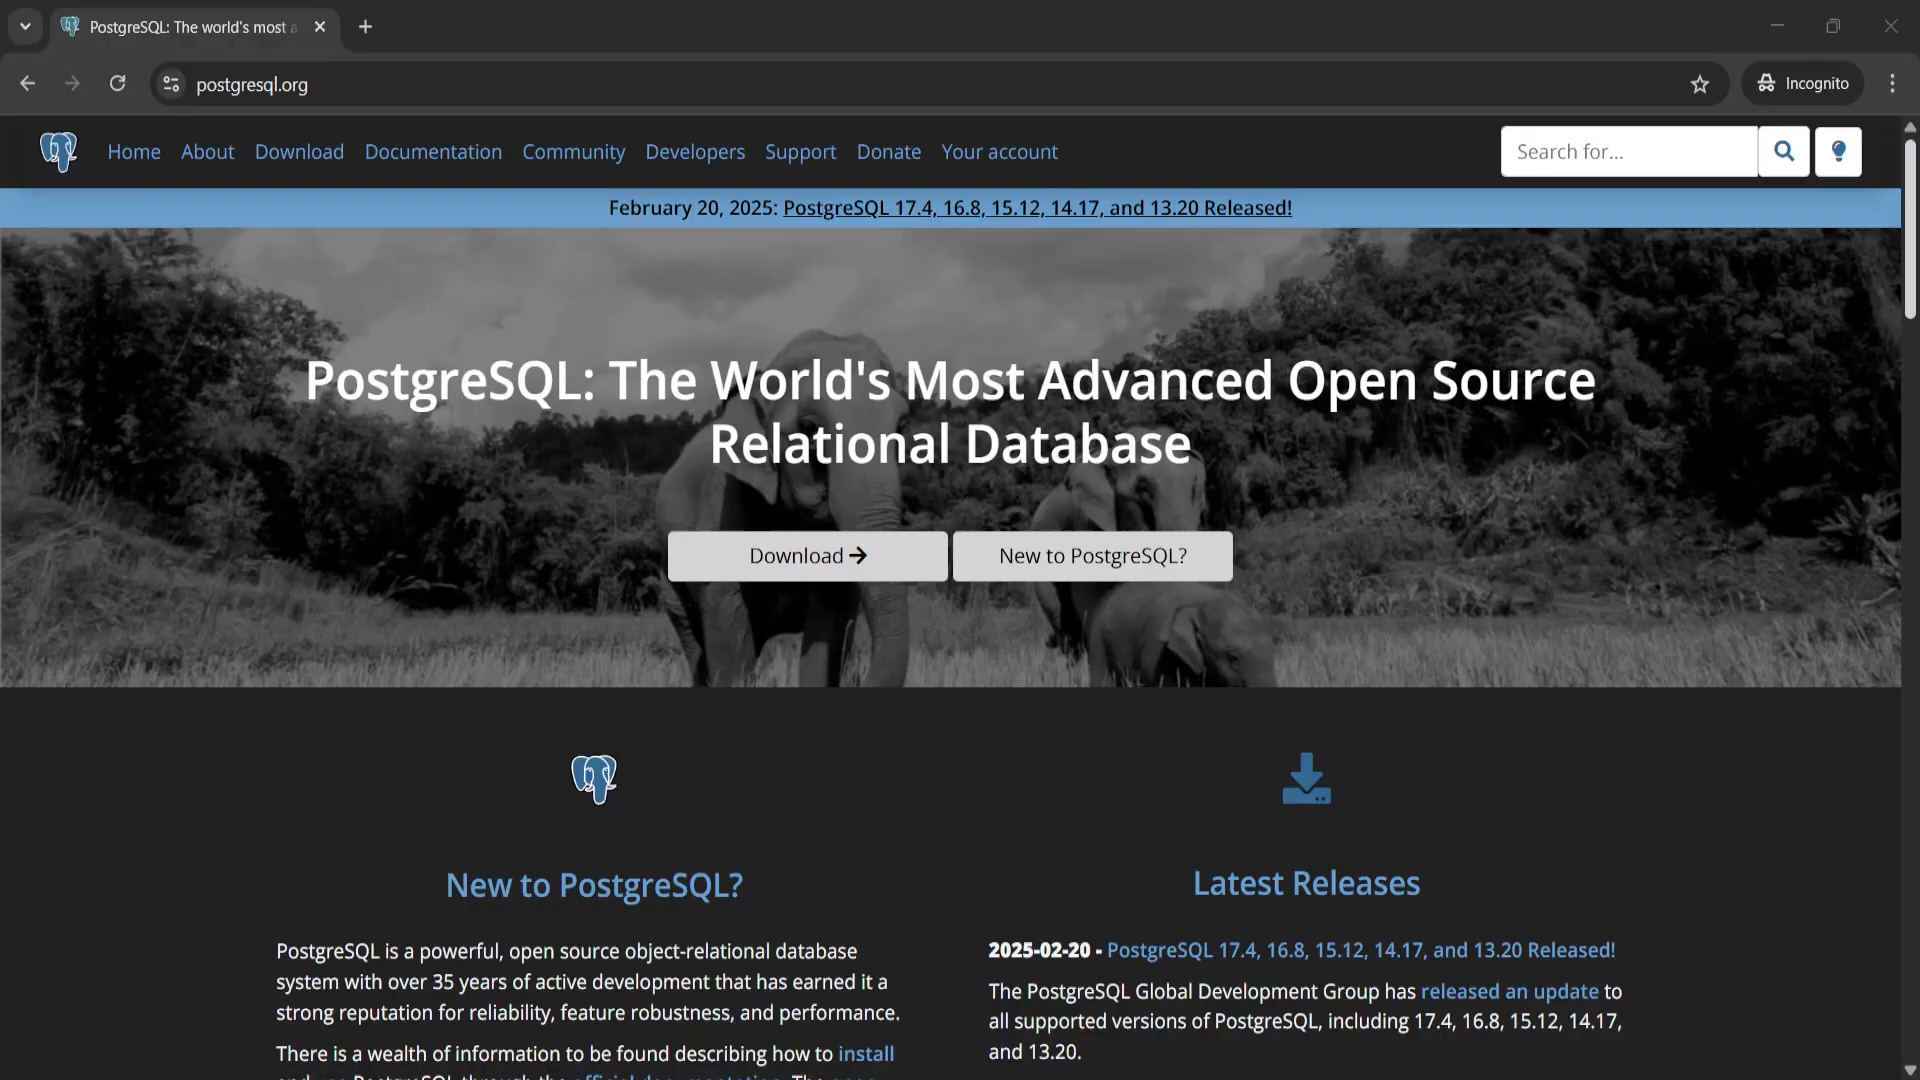 PostgreSQL: The world's most a
postgresql.org
Incognito
Home About Download Documentation Community Developers Support Donate Your account
Search for...
February 20, 2025: PostgreSQL 17.4, 16.8, 15.12, 14.17, and 13.20 Released!
PostgreSQL: The World's Most Advanced Open Source
Relational Database
Download
New to PostgreSQL?
New to PostgreSQL?
PostgreSQL is a powerful, open source object-relational database
system with over 35 years of active development that has earned it a
strong reputation for reliability, feature robustness, and performance.
There is a wealth of information to be found describing how to install
Latest Releases
2025-02-20 - PostgreSQL 17.4, 16.8, 15.12, 14.17, and 13.20 Released!
The PostgreSQL Global Development Group has released an update to
all supported versions of PostgreSQL, including 17.4, 16.8, 15.12, 14.17,
and 13.20.